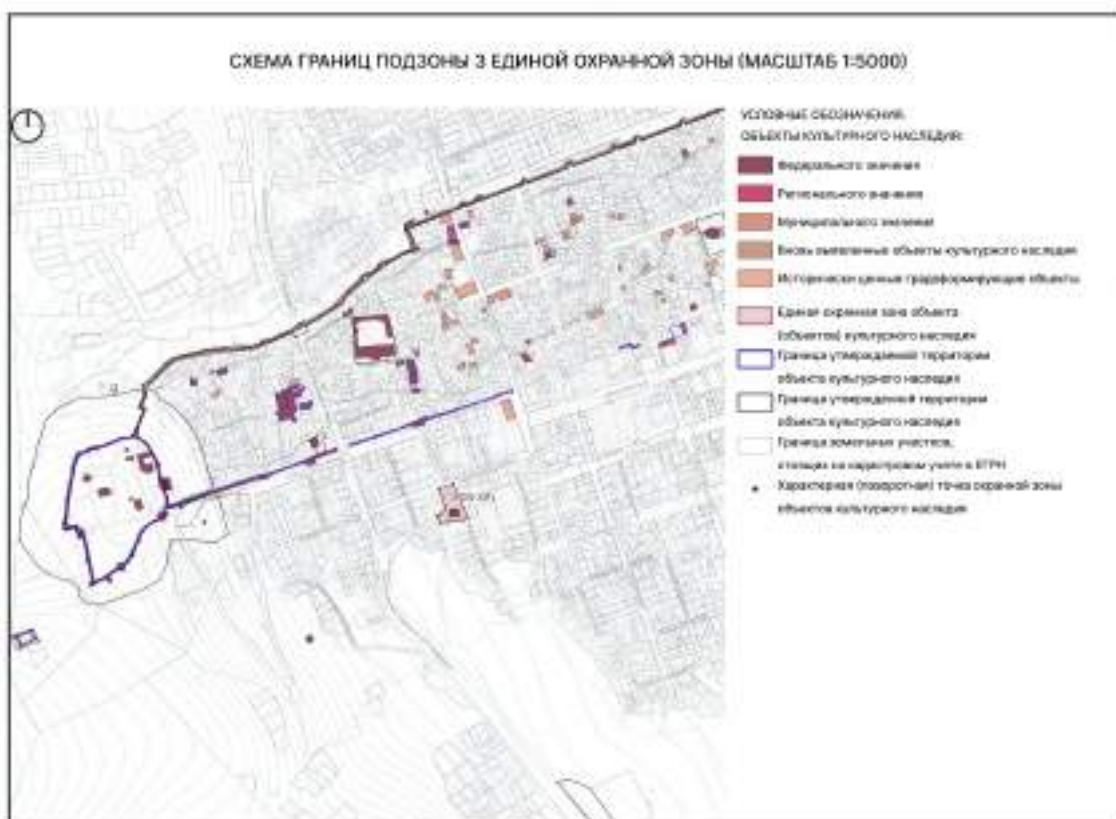 СХЕМА ГРАНИЦ ПОДЗОНЫ 3 ЕДИНОЙ ОХРАННОЙ ЗОНЫ (МАСШТАБ 1:5000)
УСЛОВНЫЕ ОБОЗНАЧЕНИЯ:
ОБЪЕКТЫ КУЛЬТУРНОГО НАСЛЕДИЯ:
Федерального значения
Регионального значения
Муниципального значения
Вновь выявленные объекты культурного наследия
Исторически ценные градоформирующие объекты
Единая охранная зона объекта
(объектов) культурного наследия
Граница утвержденной территории
объекта культурного наследия
Граница утвержденной территории
объекта культурного наследия
Граница земельных участков,
стоящих на кадастровом учете в ЕГРН
Характерная (поворотная) точка охранной зоны
объектов культурного наследия